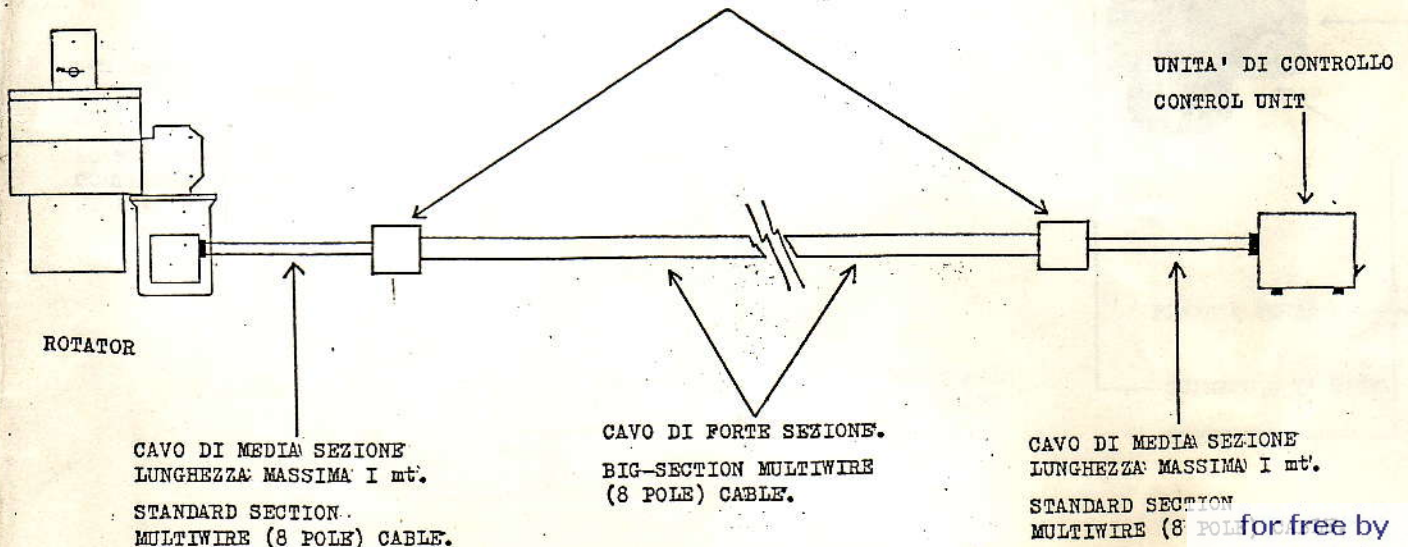 UNITA' DI CONTROLLO
CONTROL UNIT
ROTATOR
CAVO DI MEDIA SEZIONE
LUNGHEZZA MASSIMA I mt.
STANDARD SECTION
MULTIWIRE (8 POLE) CABLE.
CAVO DI FORTE SEZIONE.
BIG-SECTION MULTIWIRE
(8 POLE) CABLE.
CAVO DI MEDIA SEZIONE
LUNGHEZZA MASSIMA I mt.
STANDARD SECTION
MULTIWIRE (8 POLE) CABLE.
for free by